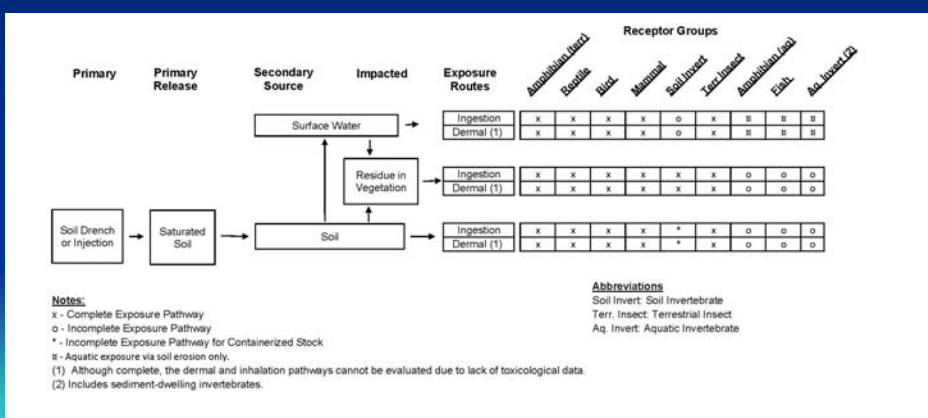 Receptor Groups
Primary
Primary Release
Secondary Source
Impacted
Exposure Routes
Amphibian (terr)
Reptile
Bird
Mammal
Soil Invert
Terr Insect
Amphibian (aq)
Fish
Aq. Invert (2)
Surface Water
Ingestion x x x x o x ¤ ¤ ¤
Dermal (1) x x x x o x ¤ ¤ ¤
Residue in Vegetation
Ingestion x x x x x x o o o
Dermal (1) x x x x x x o o o
Soil Drench or Injection
Saturated Soil
Soil
Ingestion x x x x * x o o o
Dermal (1) x x x x * x o o o
Notes:
x - Complete Exposure Pathway
o - Incomplete Exposure Pathway
* - Incomplete Exposure Pathway for Containerized Stock
¤ - Aquatic exposure via soil erosion only.
(1) Although complete, the dermal and inhalation pathways cannot be evaluated due to lack of toxicological data.
(2) Includes sediment-dwelling invertebrates.
Abbreviations
Soil Invert: Soil Invertebrate
Terr. Insect: Terrestrial Insect
Aq. Invert: Aquatic Invertebrate